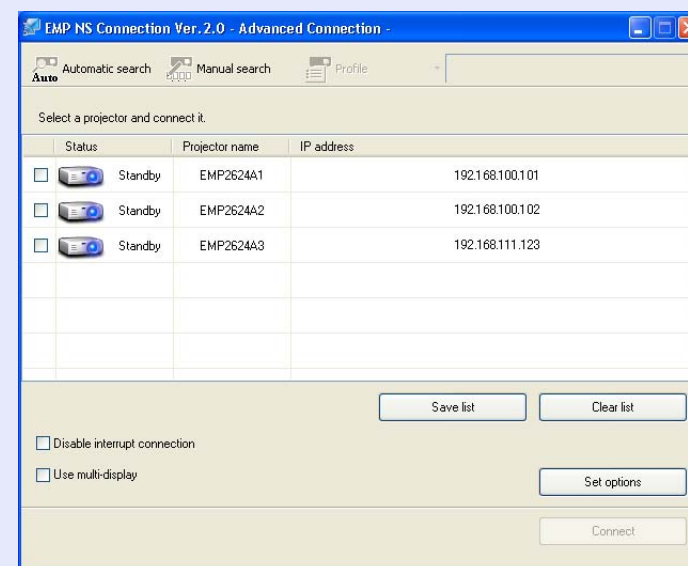 EMP NS Connection Ver.2.0 - Advanced Connection -
Auto Automatic search Manual search Profile
Select a projector and connect it.
Status Projector name IP address
Standby EMP2624A1 192.168.100.101
Standby EMP2624A2 192.168.100.102
Standby EMP2624A3 192.168.111.123
Save list Clear list
Disable interrupt connection
Use multi-display
Set options
Connect